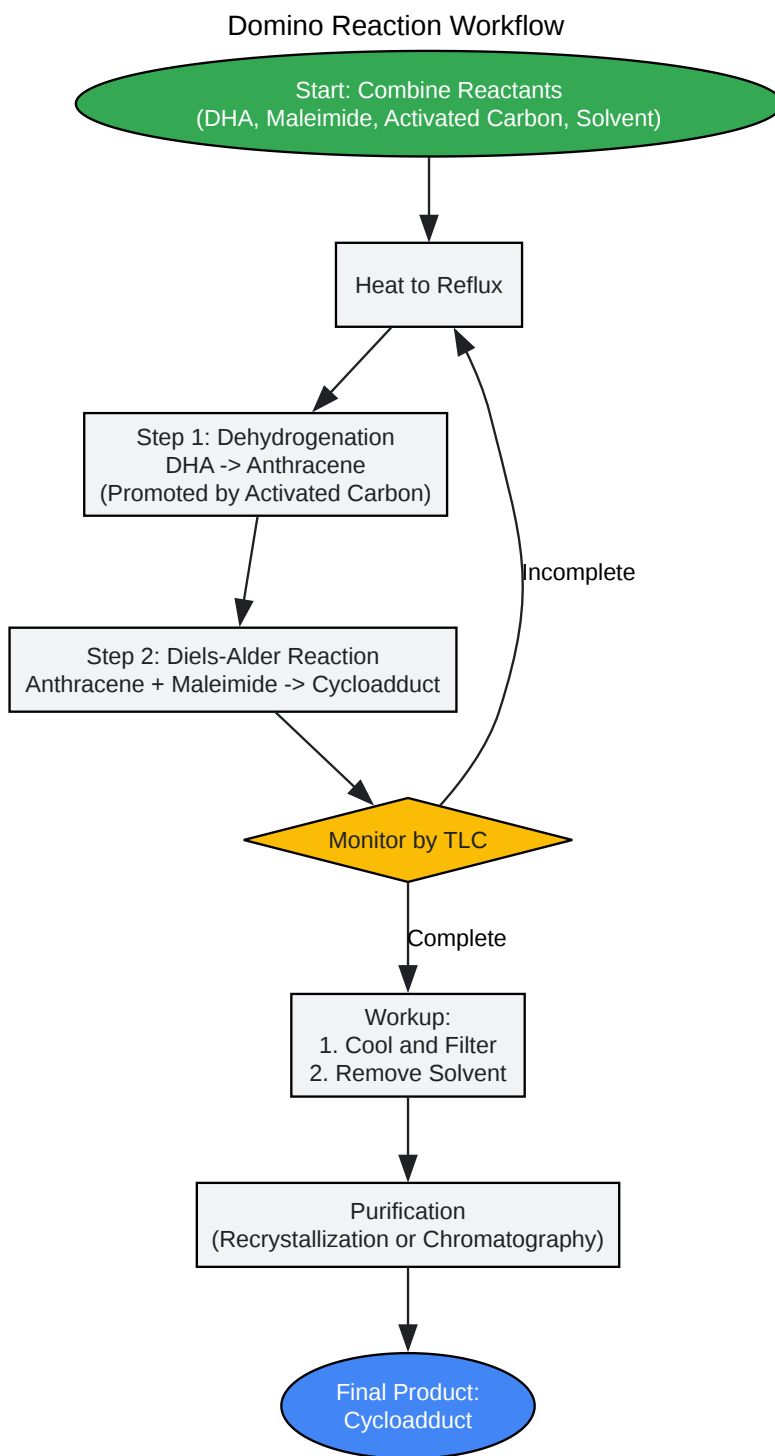 Domino Reaction Workflow
Start: Combine Reactants
(DHA, Maleimide, Activated Carbon, Solvent)
Heat to Reflux
Step 1: Dehydrogenation
DHA -> Anthracene
(Promoted by Activated Carbon)
Incomplete
Step 2: Diels-Alder Reaction
Anthracene + Maleimide -> Cycloadduct
Monitor by TLC
Complete
Workup:
1. Cool and Filter
2. Remove Solvent
Purification
(Recrystallization or Chromatography)
Final Product:
Cycloadduct